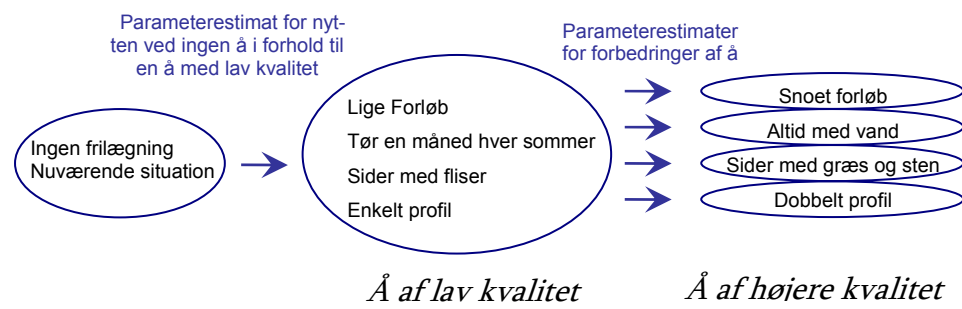 Parameterestimat for nyt-
ten ved ingen å i forhold til
en å med lav kvalitet
Parameterestimater
for forbedringer af å
Ingen frilægning
Nuværende situation
Lige Forløb
Tør en måned hver sommer
Sider med fliser
Enkelt profil
Snoet forløb
Altid med vand
Sider med græs og sten
Dobbelt profil
Å af lav kvalitet
Å af højere kvalitet